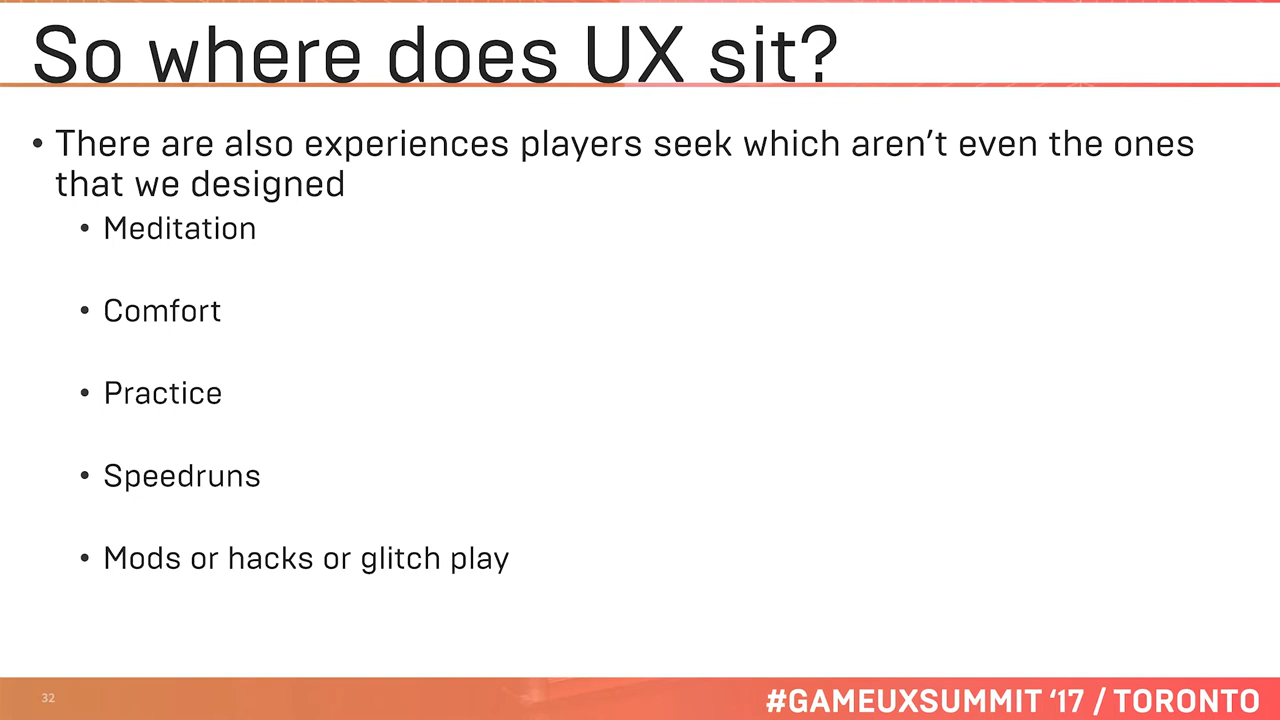 So where does UX sit?
• There are also experiences players seek which aren’t even the ones
that we designed
• Meditation
• Comfort
• Practice
• Speedruns
• Mods or hacks or glitch play
32
#GAMEUXSUMMIT ‘17 / TORONTO